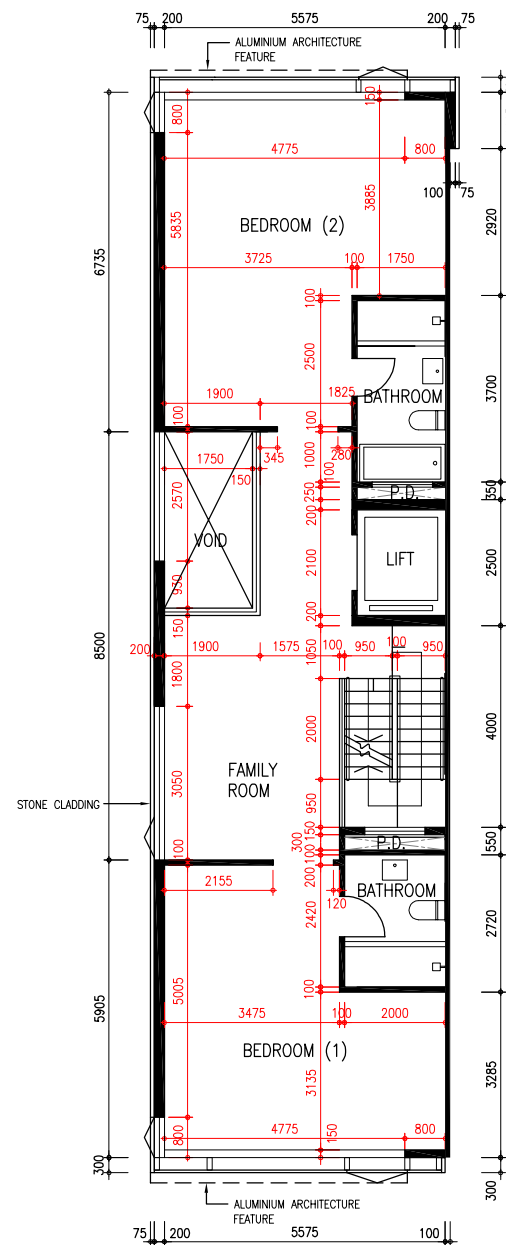 75 200 5575 200 75
ALUMINIUM ARCHITECTURE
FEATURE
150
800
4775 800
100 75
5835
3885
2920
BEDROOM (2)
6735
3725 100 1750
100
2500
3700
BATHROOM
1900 1825
100
100
345
1000
280
1750
150
100
2570
250
P.D.
350
200
VOID
2100
LIFT
2500
930
200
150
8500
200 1900 1575 100 950 100 950
1050
1800
2000
4000
FAMILY
ROOM
3050
950
STONE CLADDING
150
300
P.D.
550
100
100
200
2155
120
BATHROOM
2420
2720
5005
5905
100
3475 100 2000
BEDROOM (1)
3135
3285
4775 800
800
150
300
300
ALUMINIUM ARCHITECTURE
FEATURE
75 200 5575 100